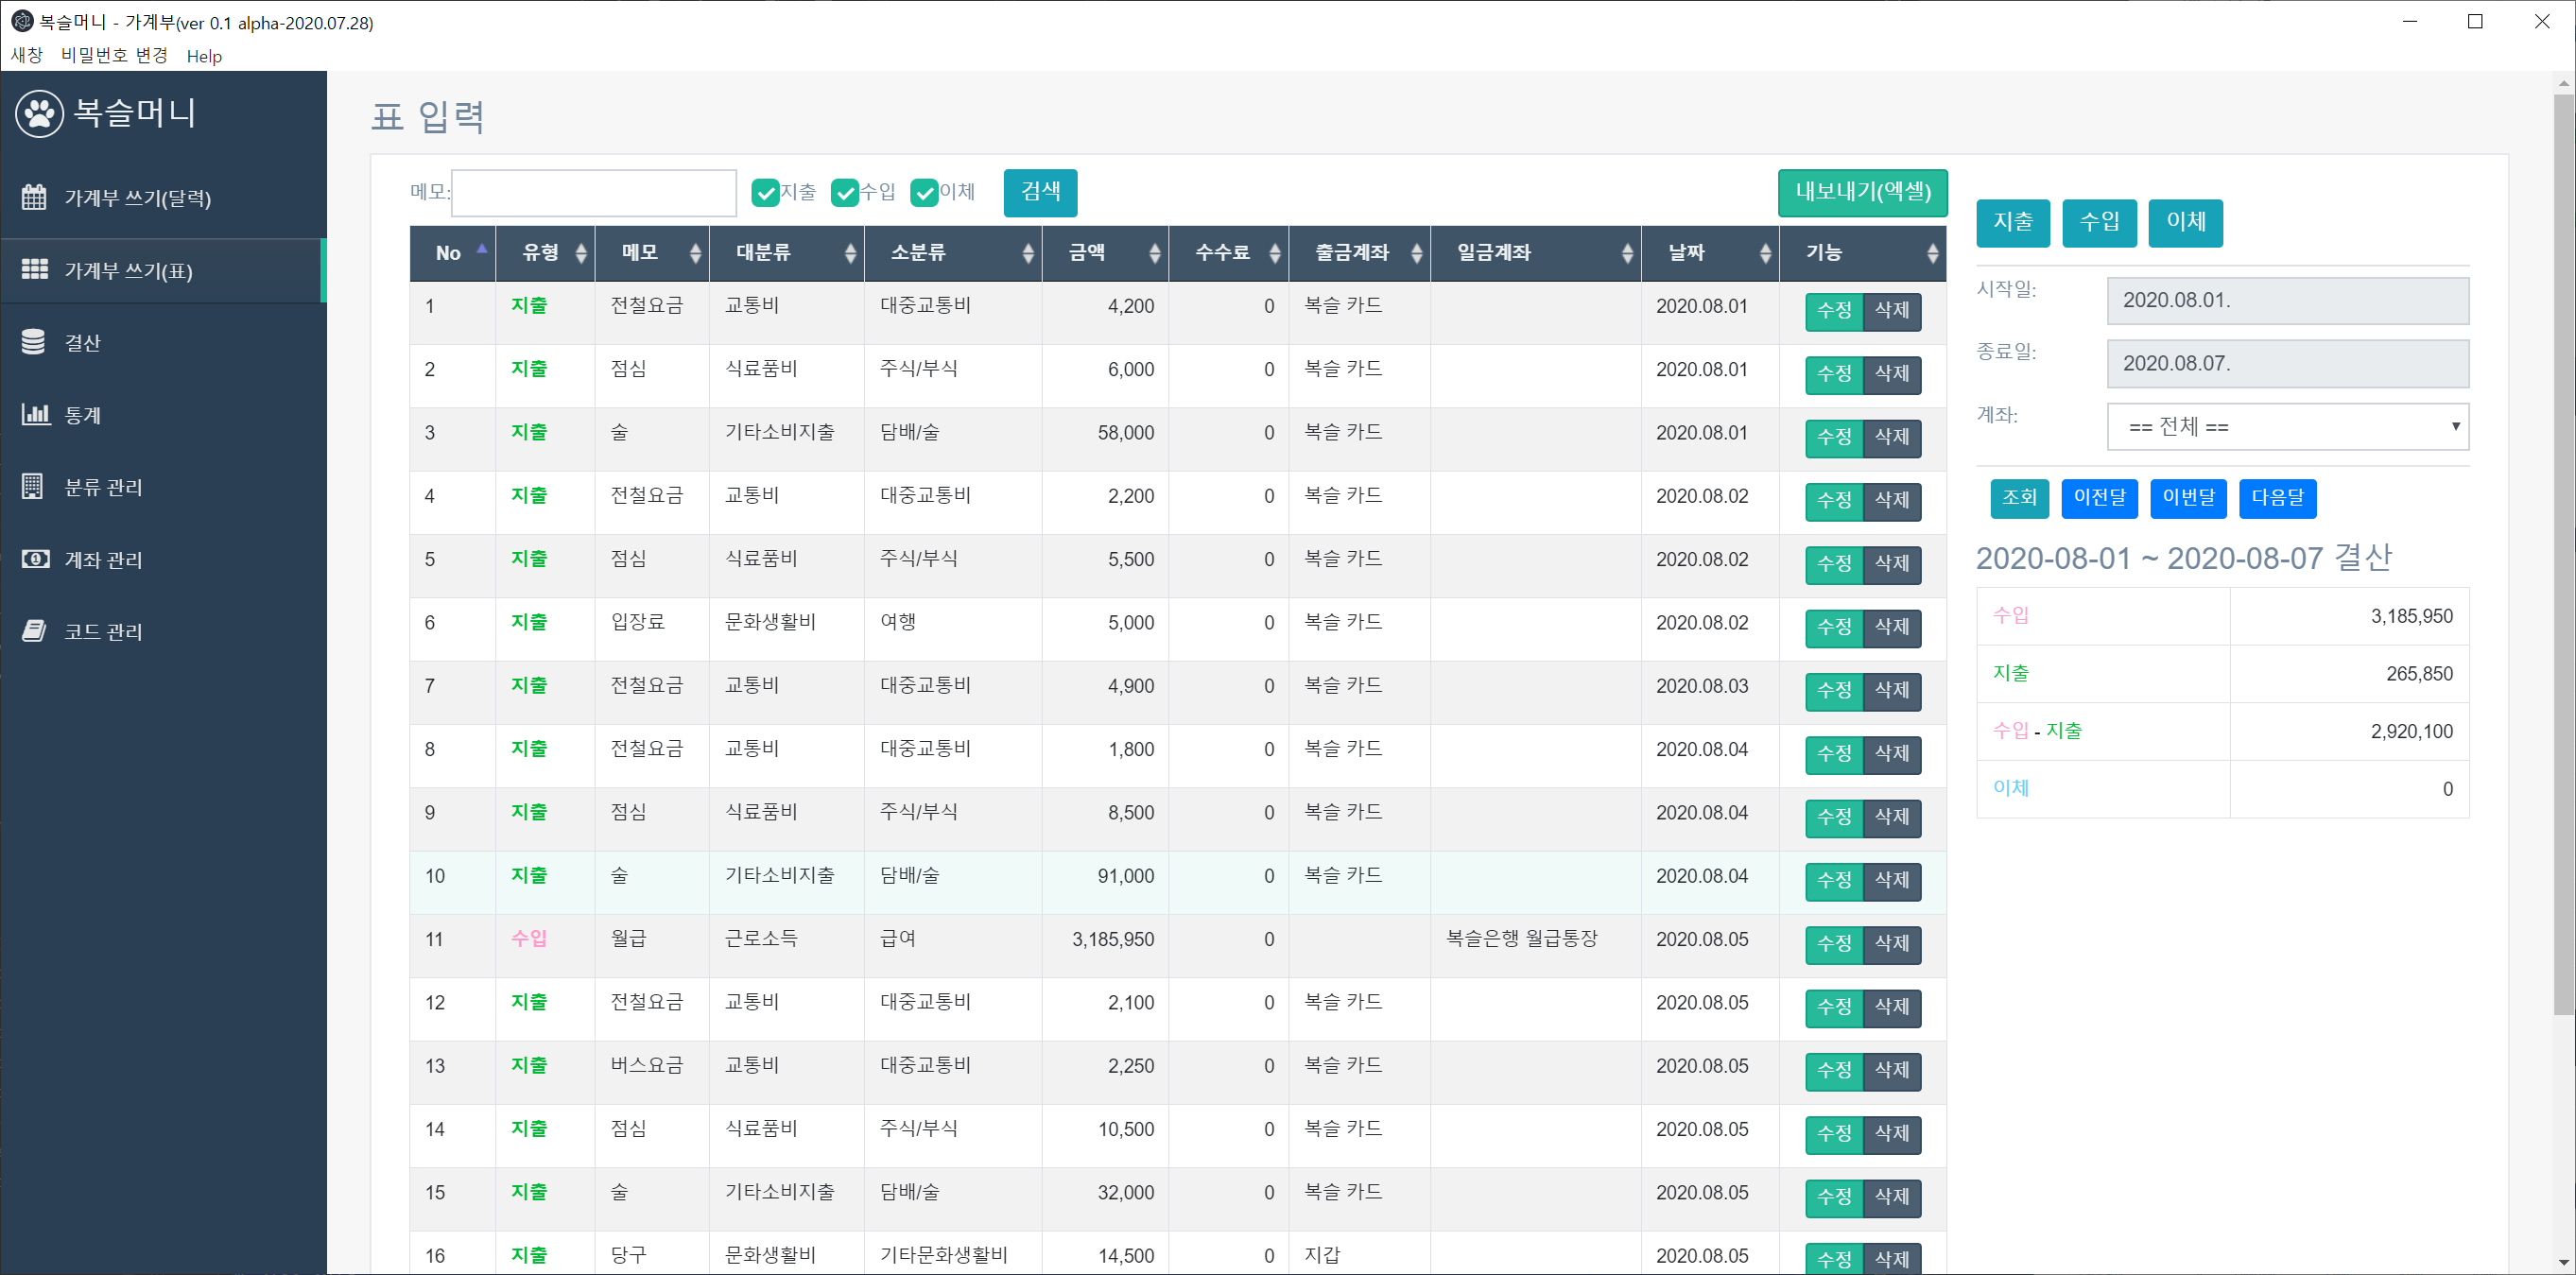 복슬머니 - 가계부(ver 0.1 alpha-2020.07.28)
새창 비밀번호 변경 Help
복슬머니
가계부 쓰기(달력)
가계부 쓰기(표)
결산
통계
분류 관리
계좌 관리
코드 관리
표 입력
메모: 지출 수입 이체 검색 내보내기(엑셀)
No 유형 메모 대분류 소분류 금액 수수료 출금계좌 일금계좌 날짜 기능
1 지출 전철요금 교통비 대중교통비 4,200 0 복슬 카드 2020.08.01 수정 삭제
2 지출 점심 식료품비 주식/부식 6,000 0 복슬 카드 2020.08.01 수정 삭제
3 지출 술 기타소비지출 담배/술 58,000 0 복슬 카드 2020.08.01 수정 삭제
4 지출 전철요금 교통비 대중교통비 2,200 0 복슬 카드 2020.08.02 수정 삭제
5 지출 점심 식료품비 주식/부식 5,500 0 복슬 카드 2020.08.02 수정 삭제
6 지출 입장료 문화생활비 여행 5,000 0 복슬 카드 2020.08.02 수정 삭제
7 지출 전철요금 교통비 대중교통비 4,900 0 복슬 카드 2020.08.03 수정 삭제
8 지출 전철요금 교통비 대중교통비 1,800 0 복슬 카드 2020.08.04 수정 삭제
9 지출 점심 식료품비 주식/부식 8,500 0 복슬 카드 2020.08.04 수정 삭제
10 지출 술 기타소비지출 담배/술 91,000 0 복슬 카드 2020.08.04 수정 삭제
11 수입 월급 근로소득 급여 3,185,950 0 복슬은행 월급통장 2020.08.05 수정 삭제
12 지출 전철요금 교통비 대중교통비 2,100 0 복슬 카드 2020.08.05 수정 삭제
13 지출 버스요금 교통비 대중교통비 2,250 0 복슬 카드 2020.08.05 수정 삭제
14 지출 점심 식료품비 주식/부식 10,500 0 복슬 카드 2020.08.05 수정 삭제
15 지출 술 기타소비지출 담배/술 32,000 0 복슬 카드 2020.08.05 수정 삭제
16 지출 당구 문화생활비 기타문화생활비 14,500 0 지갑 2020.08.05 수정 삭제
지출 수입 이체
시작일: 2020.08.01.
종료일: 2020.08.07.
계좌: == 전체 ==
조회 이전달 이번달 다음달
2020-08-01 ~ 2020-08-07 결산
수입 3,185,950
지출 265,850
수입 - 지출 2,920,100
이체 0